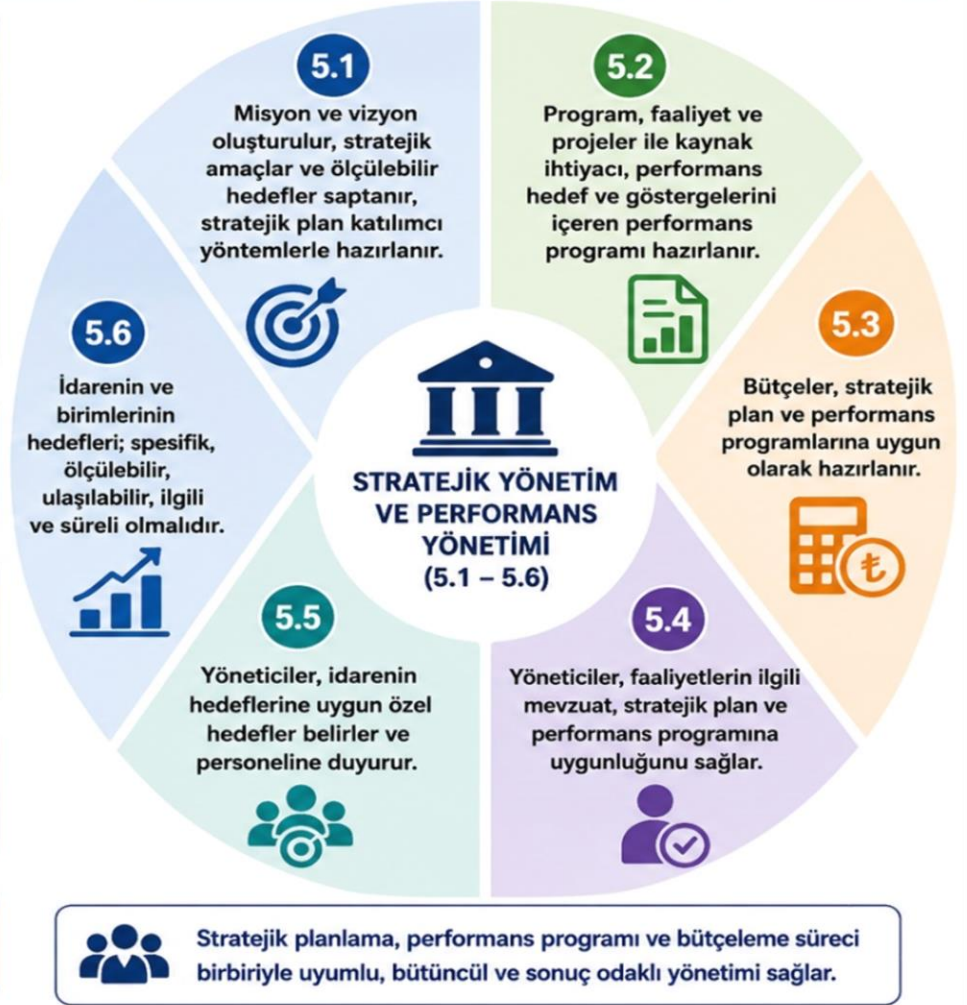 5.1
Misyon ve vizyon
oluşturulur, stratejik
amaçlar ve ölçülebilir
hedefler saptanır,
stratejik plan katılımcı
yöntemlerle hazırlanır.
5.2
Program, faaliyet ve
projeler ile kaynak
ihtiyacı, performans
hedef ve göstergelerini
içeren performans
programı hazırlanır.
5.3
Bütçeler, stratejik
plan ve performans
programlarına uygun
olarak hazırlanır.
₺
5.4
Yöneticiler, faaliyetlerin ilgili
mevzuat, stratejik plan ve
performans programına
uygunluğunu sağlar.
5.5
Yöneticiler, idarenin
hedeflerine uygun özel
hedefler belirler ve
personeline duyurur.
5.6
İdarenin ve
birimlerinin
hedefleri; spesifik,
ölçülebilir,
ulaşılabilir, ilgili
ve süreli olmalıdır.
STRATEJİK YÖNETİM
VE PERFORMANS
YÖNETİMİ
(5.1 – 5.6)
Stratejik planlama, performans programı ve bütçeleme süreci
birbiriyle uyumlu, bütüncül ve sonuç odaklı yönetimi sağlar.